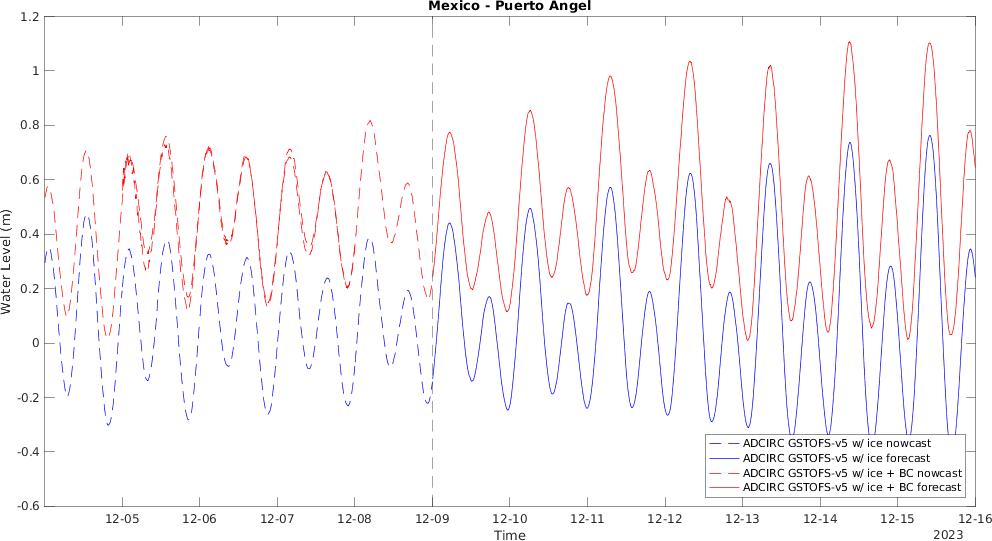 Mexico - Puerto Angel
1.2
1
0.8
0.6
0.4
0.2
0
-0.2
-0.4
-0.6
Water Level (m)
ADCIRC GSTOFS-v5 w/ ice nowcast
ADCIRC GSTOFS-v5 w/ ice forecast
ADCIRC GSTOFS-v5 w/ ice + BC nowcast
ADCIRC GSTOFS-v5 w/ ice + BC forecast
12-05 12-06 12-07 12-08 12-09 12-10 12-11 12-12 12-13 12-14 12-15 12-16
Time
2023